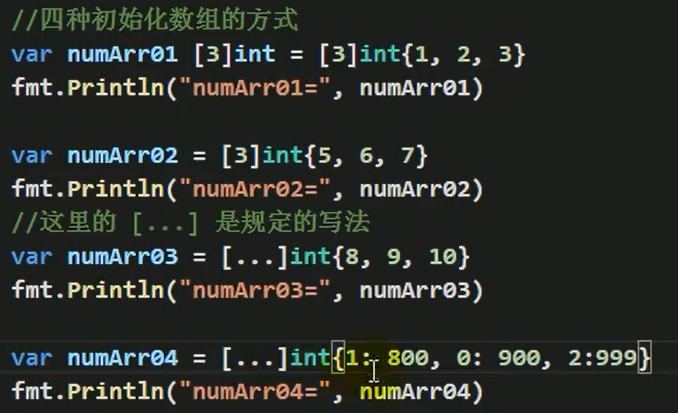 //四种初始化数组的方式
var numArr01 [3]int = [3]int{1, 2, 3}
fmt.Println("numArr01=", numArr01)
var numArr02 = [3]int{5, 6, 7}
fmt.Println("numArr02=", numArr02)
//这里的 [...] 是规定的写法
var numArr03 = [...]int{8, 9, 10}
fmt.Println("numArr03=", numArr03)
var numArr04 = [...]int{1: 800, 0: 900, 2:999}
fmt.Println("numArr04=", numArr04)